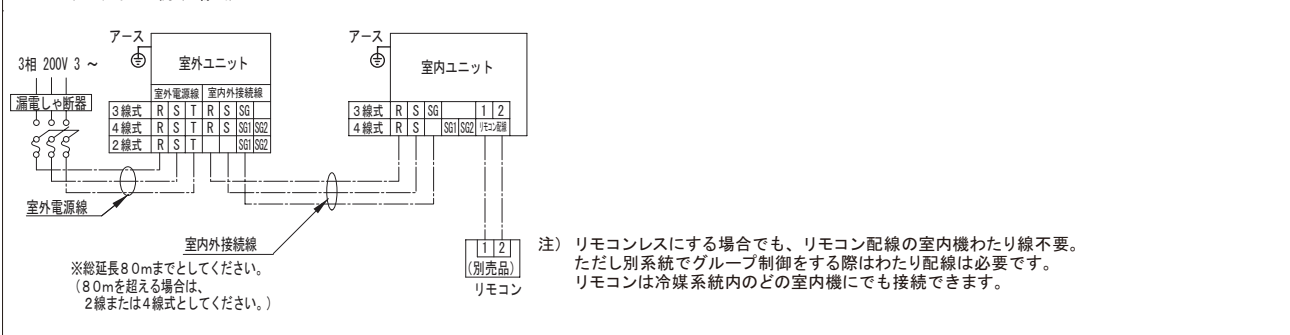 アース
3相 200V 3 ～
室外ユニット
漏電しゃ断器
室外電源線 室内外接続線
3線式 R S T R S SG
4線式 R S T R S SG1 SG2
2線式 R S T SG1 SG2
室外電源線
アース
室内ユニット
3線式 R S SG 1 2
4線式 R S SG1 SG2 リモコン配線
室内外接続線
※総延長８０ｍまでとしてください。
（８０ｍを超える場合は、
２線または４線式としてください。）
1 2
(別売品)
リモコン
注） リモコンレスにする場合でも、リモコン配線の室内機わたり線不要。
ただし別系統でグループ制御をする際はわたり配線は必要です。
リモコンは冷媒系統内のどの室内機にでも接続できます。